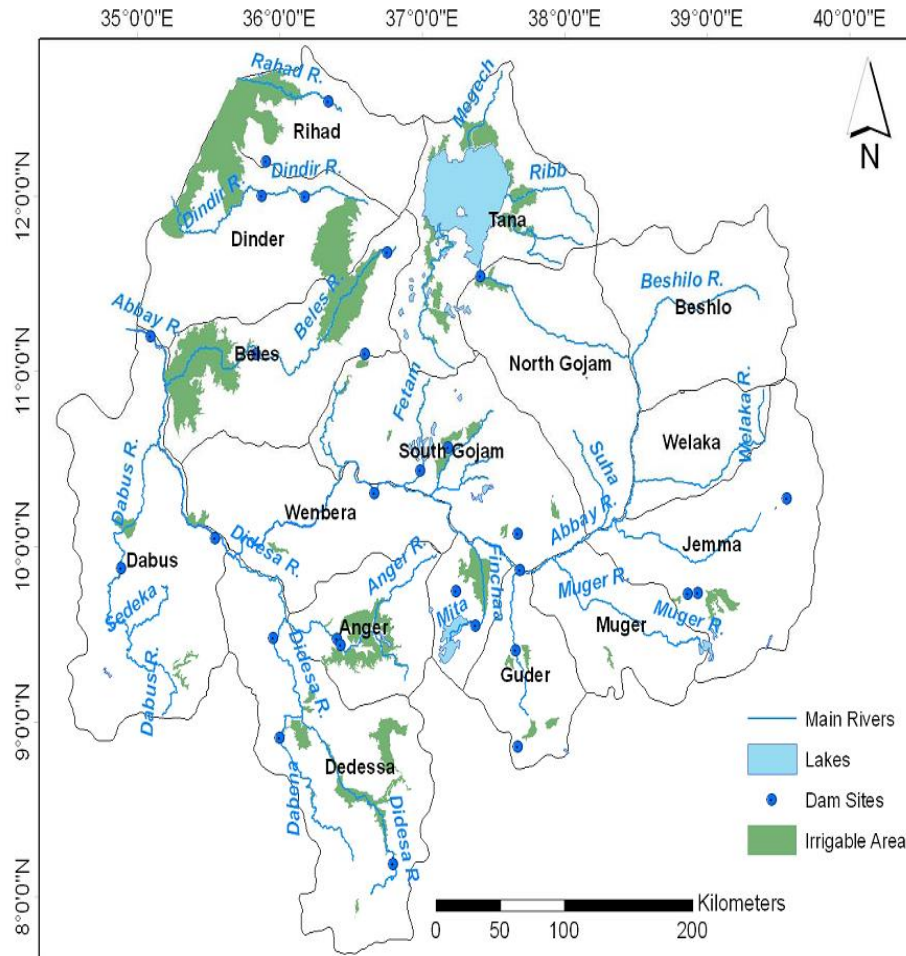 35°0'0"E 36°0'0"E 37°0'0"E 38°0'0"E 39°0'0"E 40°0'0"E
Rahad R.
Mogech
Rihad
N
Dindir R.
Ribb
12°0'0"N
Dindir R.
Tana
Dinder
Beshilo R.
Beles R.
Beshlo
Abbay R.
Beles
North Gojam
11°0'0"N
Fetam
Welaka R.
South Gojam
Welaka
Suha
Dabus R.
Wenbera
Abbay R.
10°0'0"N
Didesa R.
Jemma
Dabus
Anger R.
Finchaa
Muger R.
Sedeka
Mita
Muger R.
Anger
Muger
Didesa R.
Guder
Dabus R.
9°0'0"N
Main Rivers
Lakes
Dedessa
Dabena
Dam Sites
Didesa R.
Irrigable Area
8°0'0"N
Kilometers
0 50 100 200